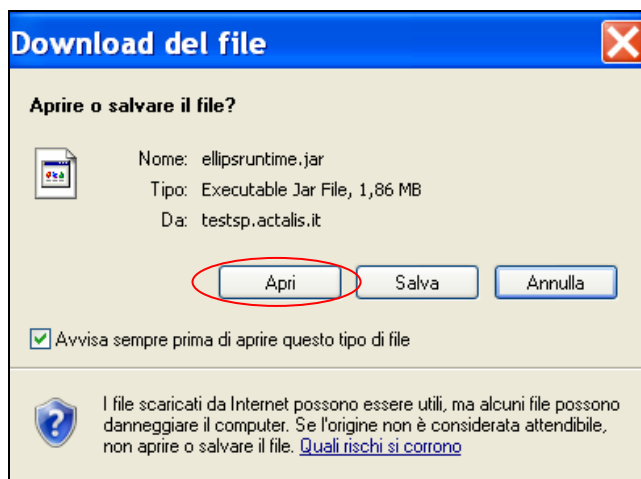 Download del file
Aprire o salvare il file?
Nome: ellipsruntime.jar
Tipo: Executable Jar File, 1,86 MB
Da: testsp.actalis.it
Apri Salva Annulla
Avvisa sempre prima di aprire questo tipo di file
I file scaricati da Internet possono essere utili, ma alcuni file possono
danneggiare il computer. Se l'origine non è considerata attendibile,
non aprire o salvare il file. Quali rischi si corrono